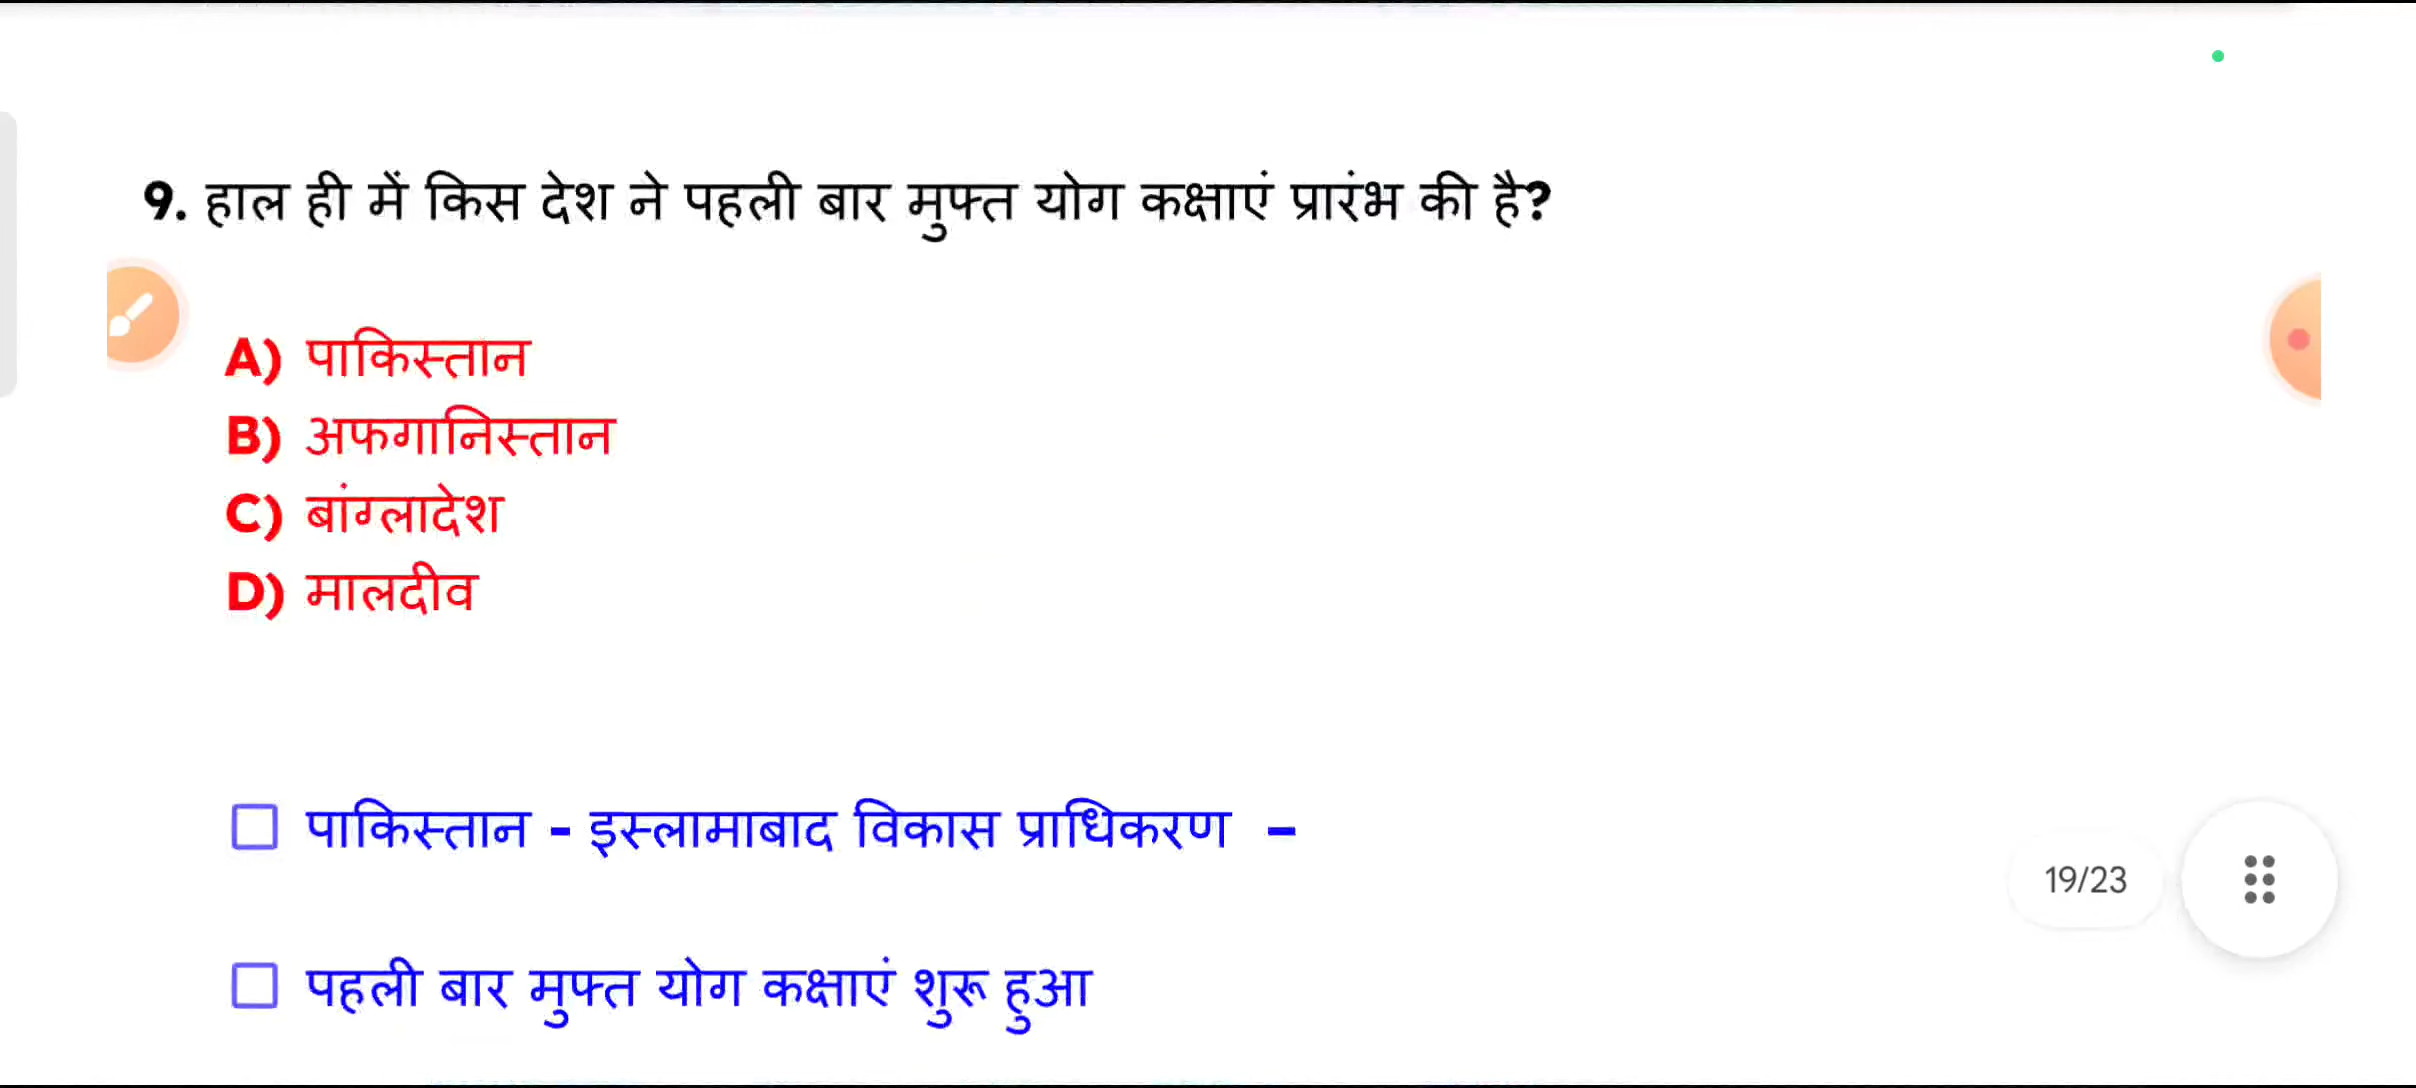 9. हाल ही में किस देश ने पहली बार मुफ्त योग कक्षाएं प्रारंभ की है?
A) पाकिस्तान
B) अफगानिस्तान
C) बांग्लादेश
D) मालदीव
पाकिस्तान - इस्लामाबाद विकास प्राधिकरण –
19/23
पहली बार मुफ्त योग कक्षाएं शुरू हुआ